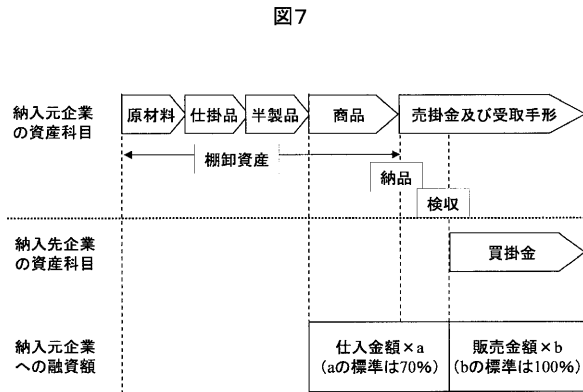 図7
納入元企業
の資産科目
原材料
仕掛品
半製品
商品
売掛金及び受取手形
棚卸資産
納品
検収
納入先企業
の資産科目
買掛金
納入元企業
への融資額
仕入金額×a
(aの標準は70%)
販売金額×b
(bの標準は100%)